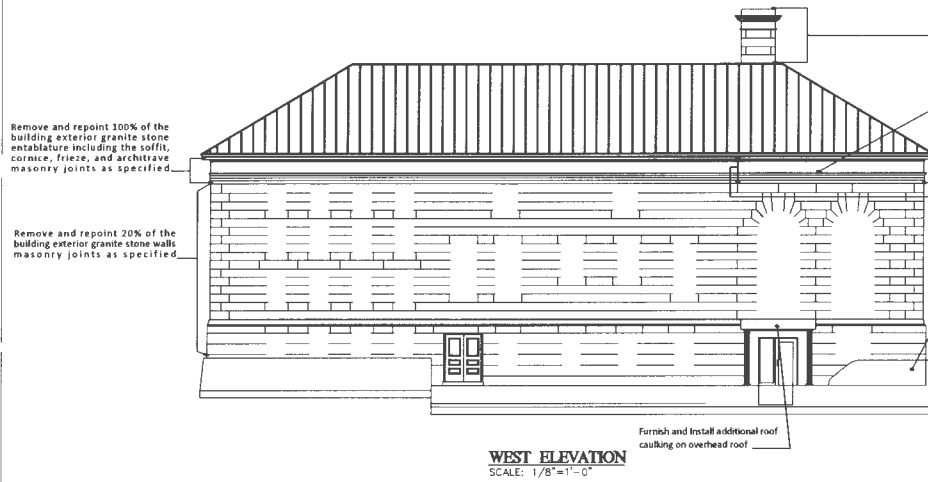 Remove and repoint 100% of the
building exterior granite stone
entablature including the soffit,
cornice, frieze, and architrave
masonry joints as specified
Remove and repoint 20% of the
building exterior granite stone walls
masonry joints as specified
Furnish and Install additional roof
caulking on overhead roof
WEST ELEVATION
SCALE: 1/8"=1'-0"